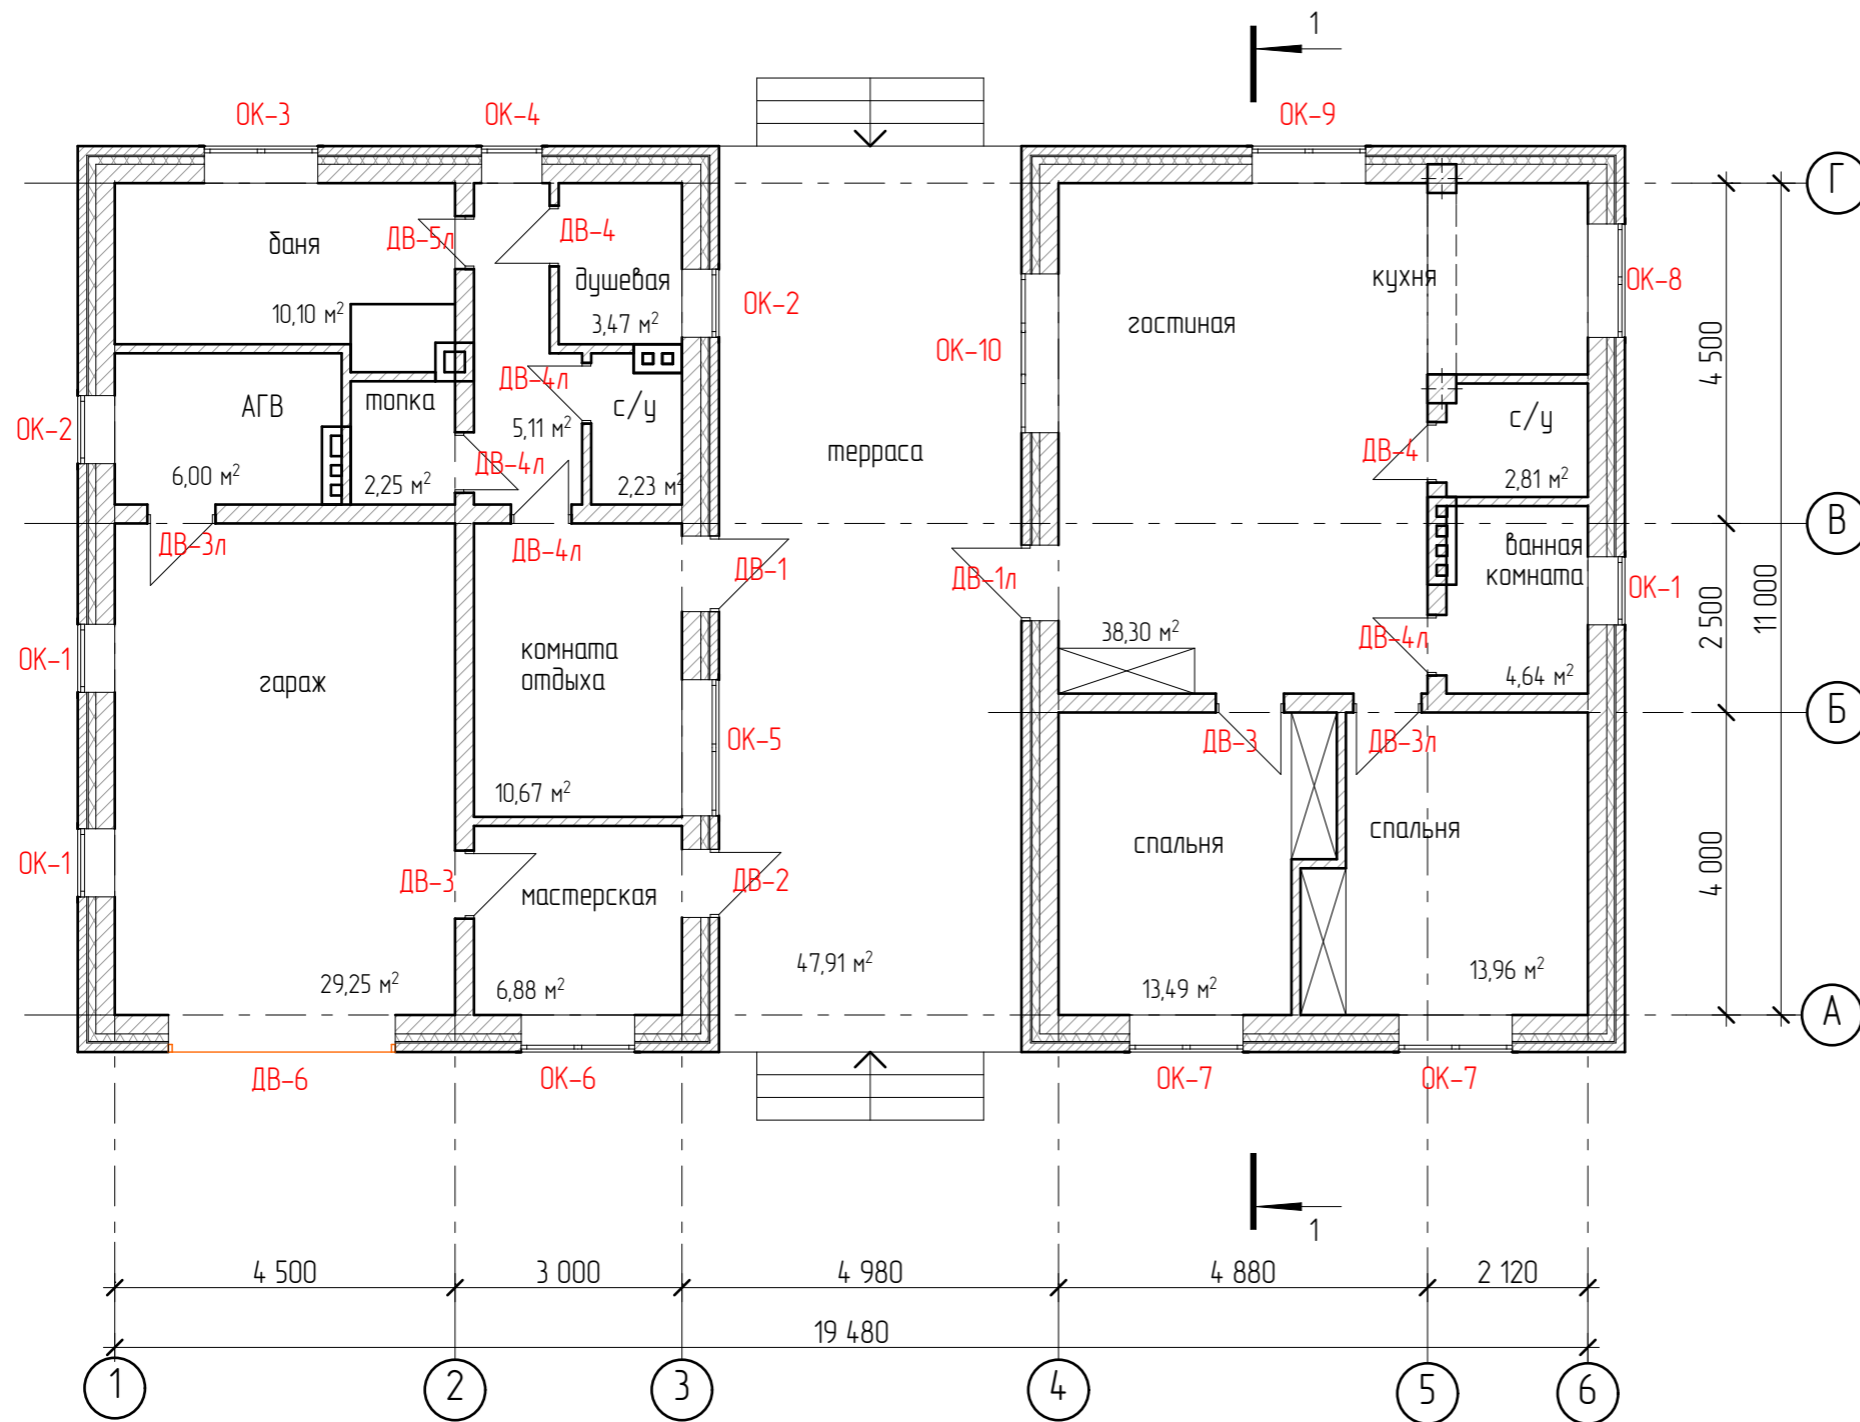 1
ОК-3
ОК-4
ОК-9
Г
баня
ДВ-5л
ДВ-4
душевая
10,10 м²
3,47 м²
ОК-2
кухня
ОК-8
гостиная
ОК-10
4 500
АГВ
топка
ДВ-4л
с/у
5,11 м²
ОК-2
6,00 м²
2,25 м²
ДВ-4л
2,23 м²
терраса
ДВ-4
с/у
2,81 м²
В
ДВ-3л
ДВ-4л
ДВ-1
ДВ-1л
ванная
комната
ОК-1
2 500
11 000
38,30 м²
ДВ-4л
4,64 м²
ОК-1
гараж
комната
отдыха
Б
ОК-5
ДВ-3
ДВ-3л
10,67 м²
спальня
спальня
4 000
ОК-1
ДВ-3
мастерская
ДВ-2
29,25 м²
6,88 м²
47,91 м²
13,49 м²
13,96 м²
А
ДВ-6
ОК-6
ОК-7
ОК-7
1
4 500
3 000
4 980
4 880
2 120
19 480
1
2
3
4
5
6